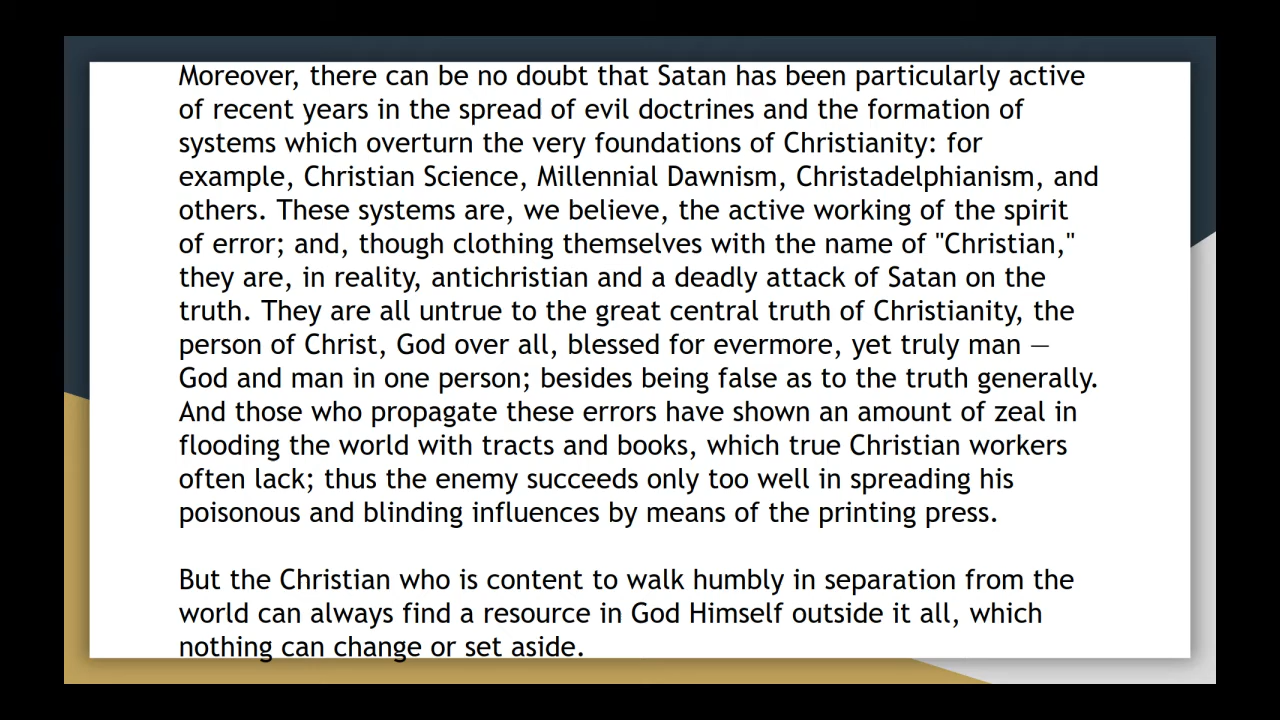 Moreover, there can be no doubt that Satan has been particularly active
of recent years in the spread of evil doctrines and the formation of
systems which overturn the very foundations of Christianity: for
example, Christian Science, Millennial Dawnism, Christadelphianism, and
others. These systems are, we believe, the active working of the spirit
of error; and, though clothing themselves with the name of "Christian,"
they are, in reality, antichristian and a deadly attack of Satan on the
truth. They are all untrue to the great central truth of Christianity, the
person of Christ, God over all, blessed for evermore, yet truly man —
God and man in one person; besides being false as to the truth generally.
And those who propagate these errors have shown an amount of zeal in
flooding the world with tracts and books, which true Christian workers
often lack; thus the enemy succeeds only too well in spreading his
poisonous and blinding influences by means of the printing press.
But the Christian who is content to walk humbly in separation from the
world can always find a resource in God Himself outside it all, which
nothing can change or set aside.